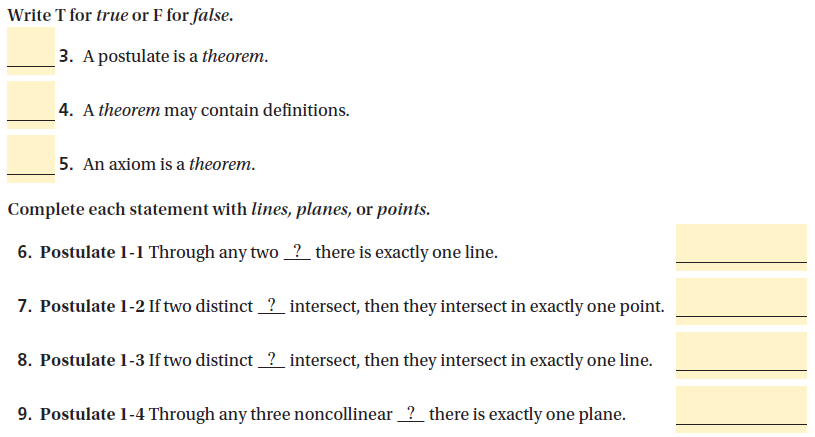 Write T for true or F for false.
3. A postulate is a theorem.
4. A theorem may contain definitions.
5. An axiom is a theorem.
Complete each statement with lines, planes, or points.
6. Postulate 1-1 Through any two ? there is exactly one line.
7. Postulate 1-2 If two distinct ? intersect, then they intersect in exactly one point.
8. Postulate 1-3 If two distinct ? intersect, then they intersect in exactly one line.
9. Postulate 1-4 Through any three noncollinear ? there is exactly one plane.